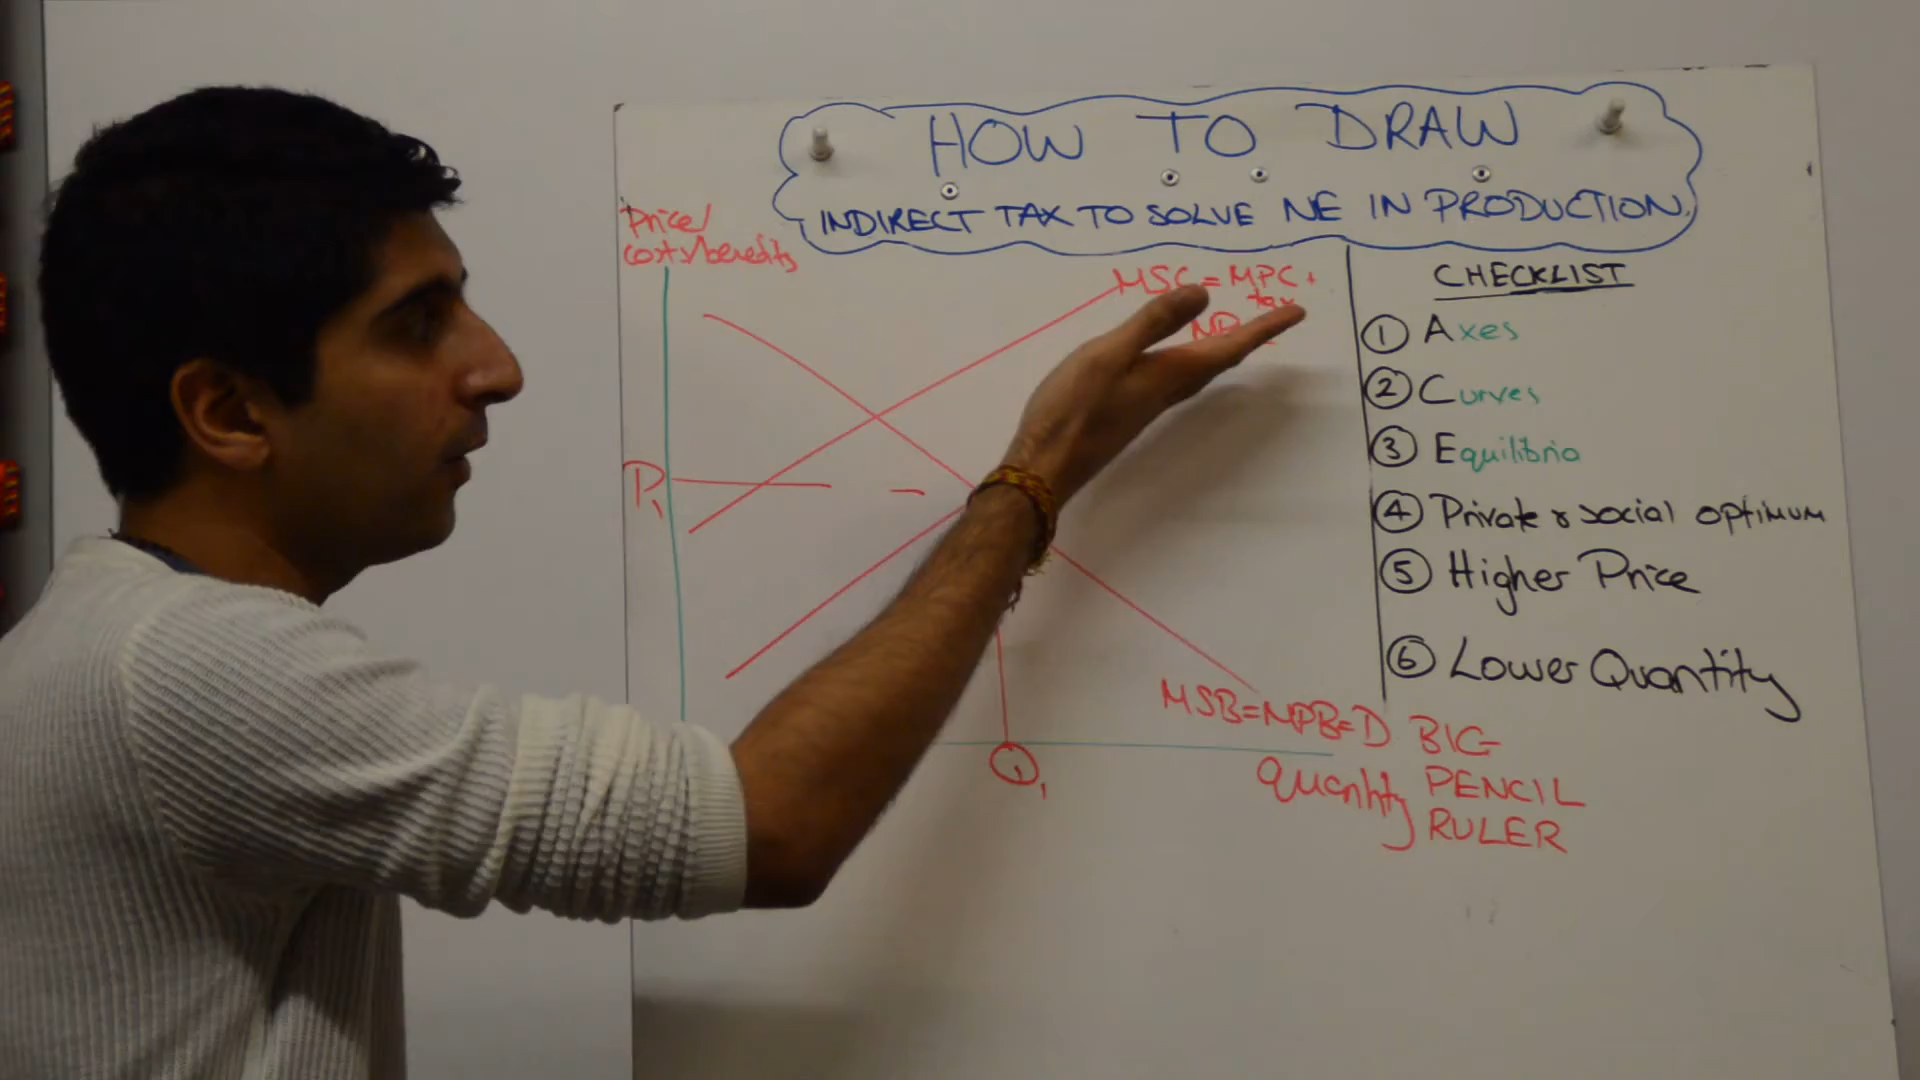 HOW TO DRAW
INDIRECT TAX TO SOLVE NE IN PRODUCTION.
Price/
costs/benefits
MSC = MPC +
tax
P1
MSB=MPB=D
Q1
quantity
CHECKLIST
1 Axes
2 Curves
3 Equilibria
4 Private & social optimum
5 Higher Price
6 Lower Quantity
BIG
PENCIL
RULER